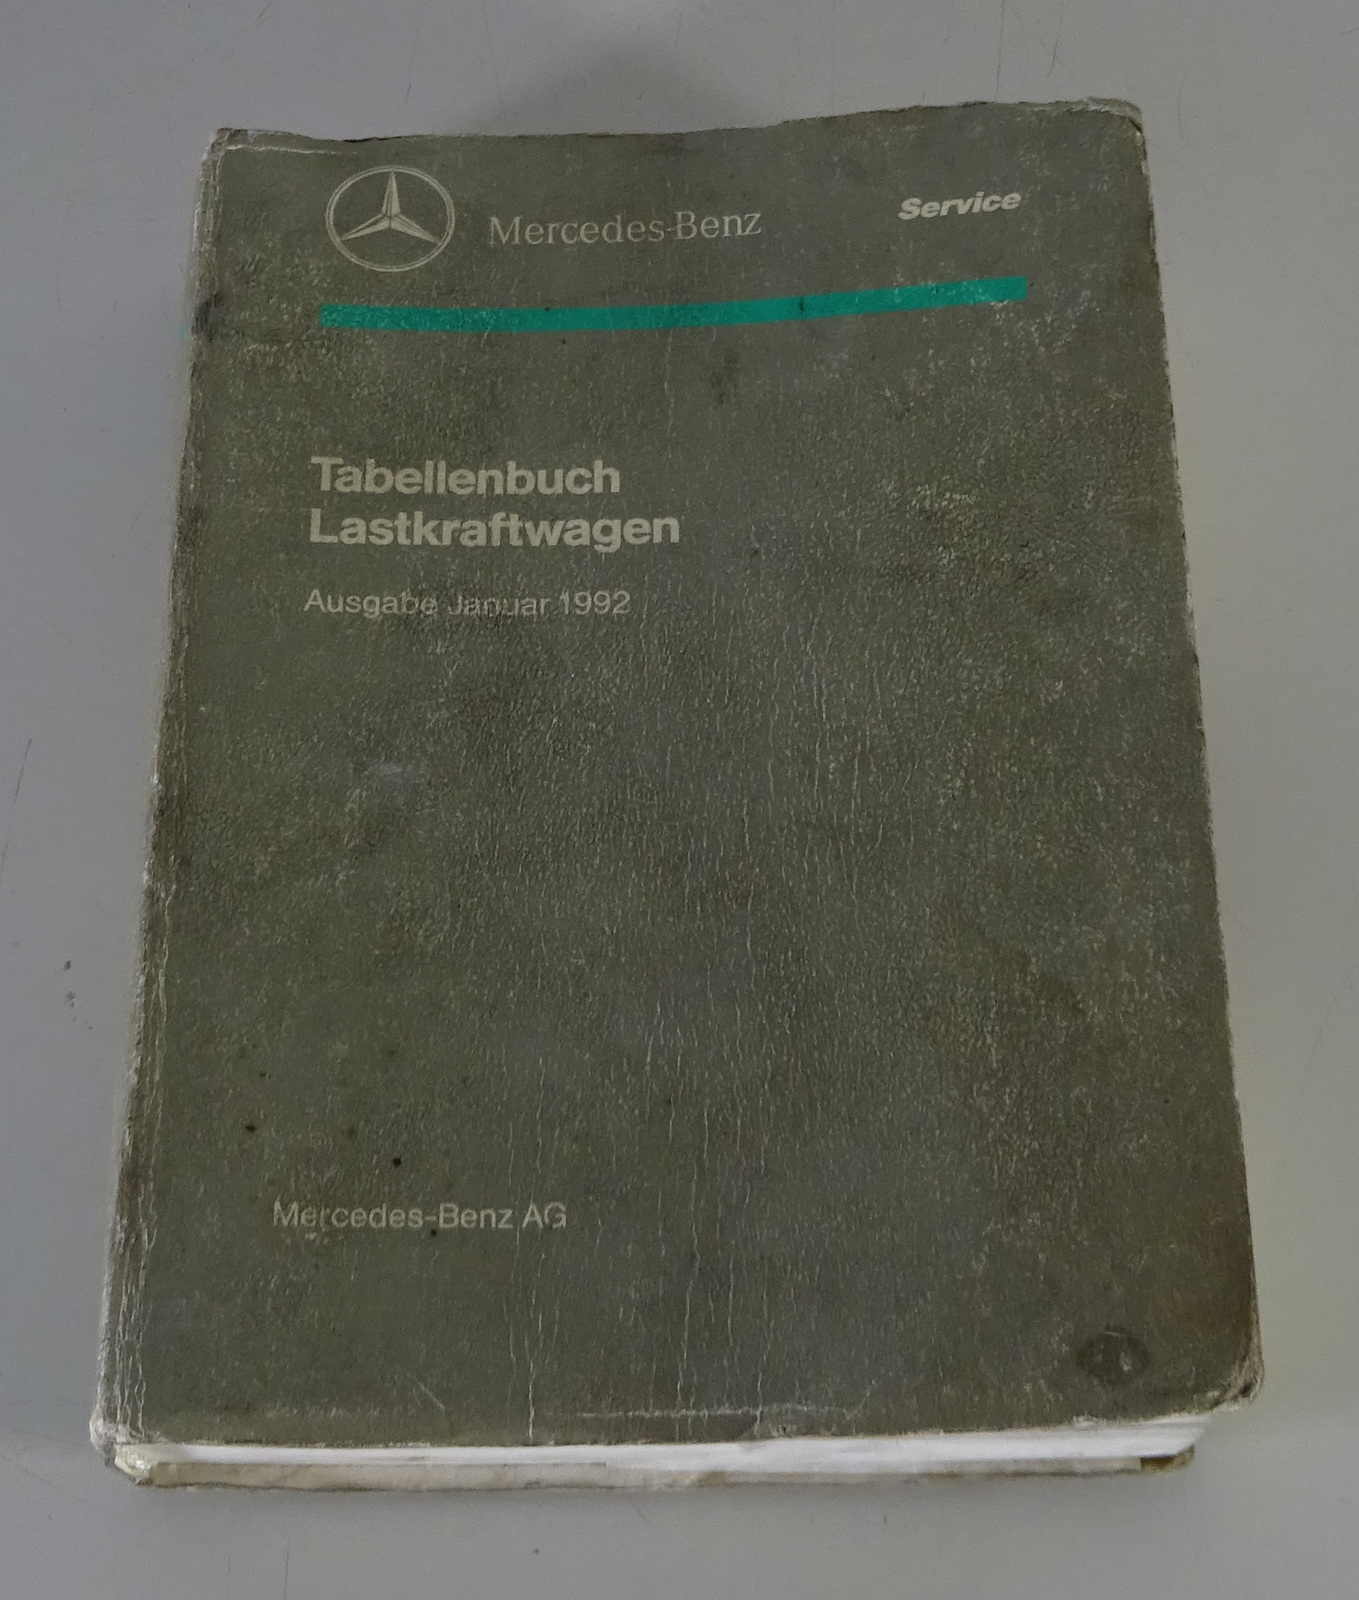 Mercedes-Benz
Service
Tabellenbuch
Lastkraftwagen
Ausgabe Januar 1992
Mercedes-Benz AG